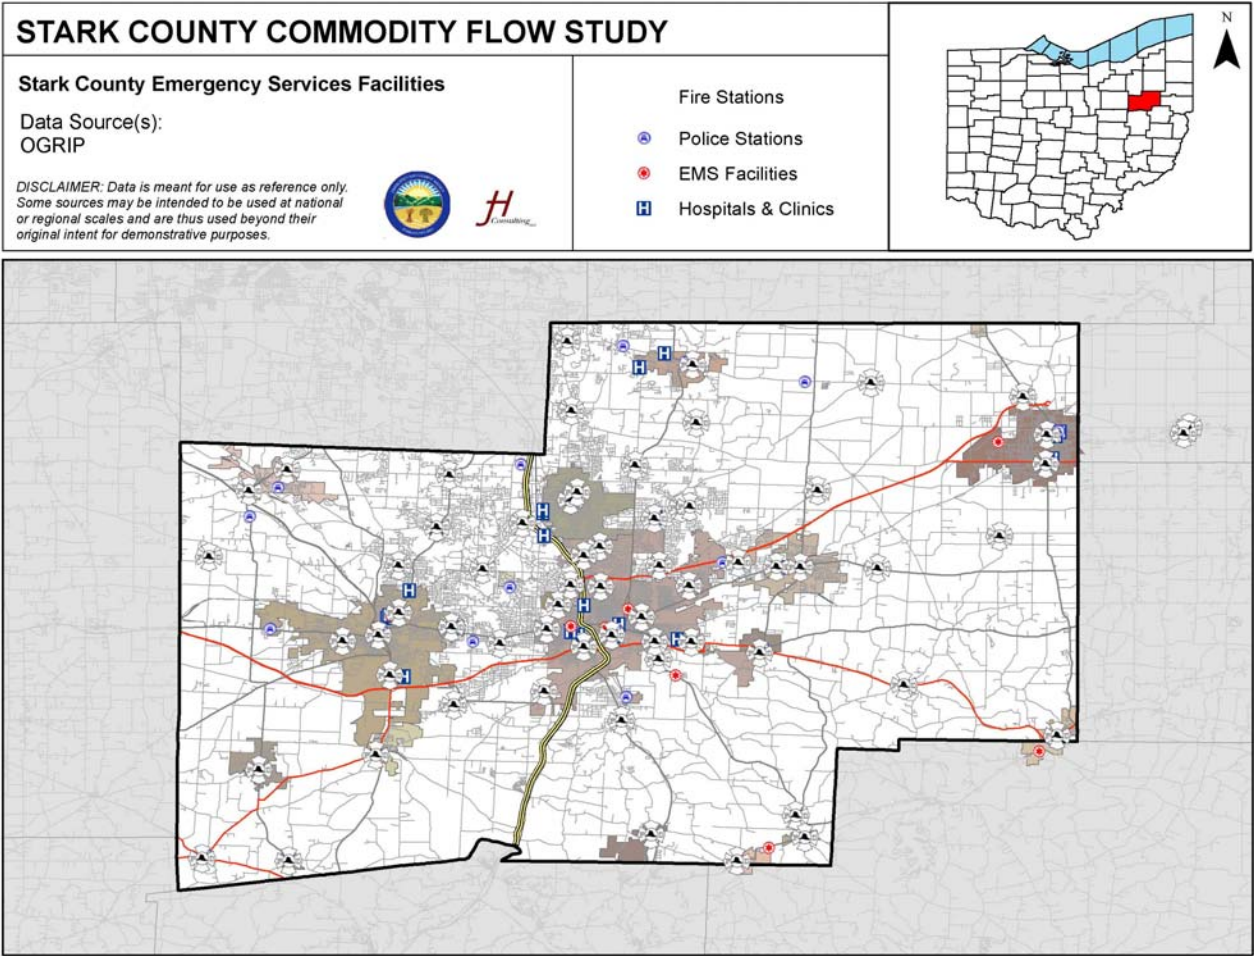 STARK COUNTY COMMODITY FLOW STUDY
Stark County Emergency Services Facilities
Data Source(s):
OGRIP
DISCLAIMER: Data is meant for use as reference only.
Some sources may be intended to be used at national
or regional scales and are thus used beyond their
original intent for demonstrative purposes.
JH
Consulting
Fire Stations
Police Stations
EMS Facilities
H Hospitals & Clinics
N
H
H
H
H
H
H
H
H
H
H